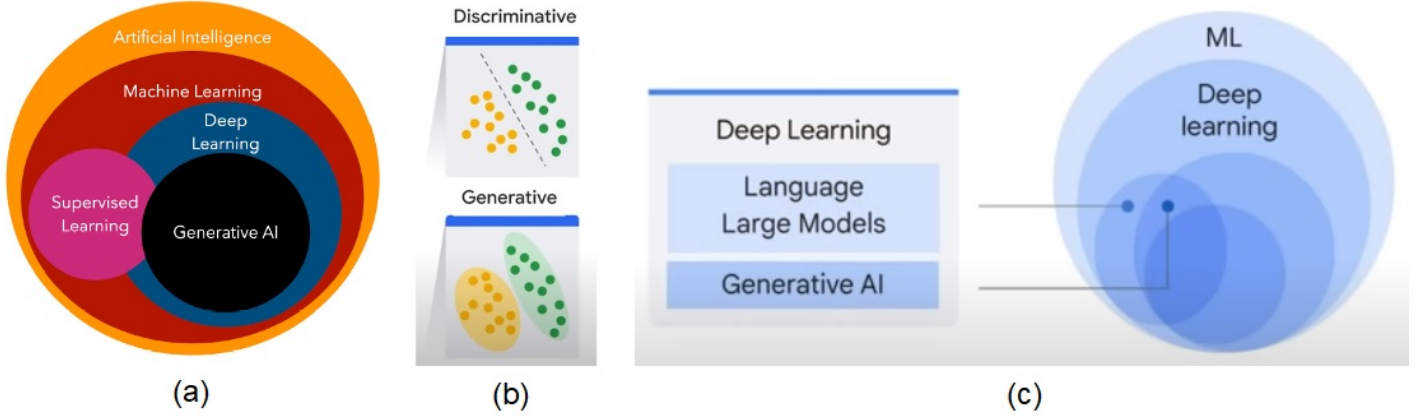 Artificial Intelligence
Machine Learning
Deep
Learning
Supervised
Learning
Generative AI
(a)
Discriminative
Generative
(b)
Deep Learning
Language
Large Models
Generative AI
ML
Deep
learning
(c)